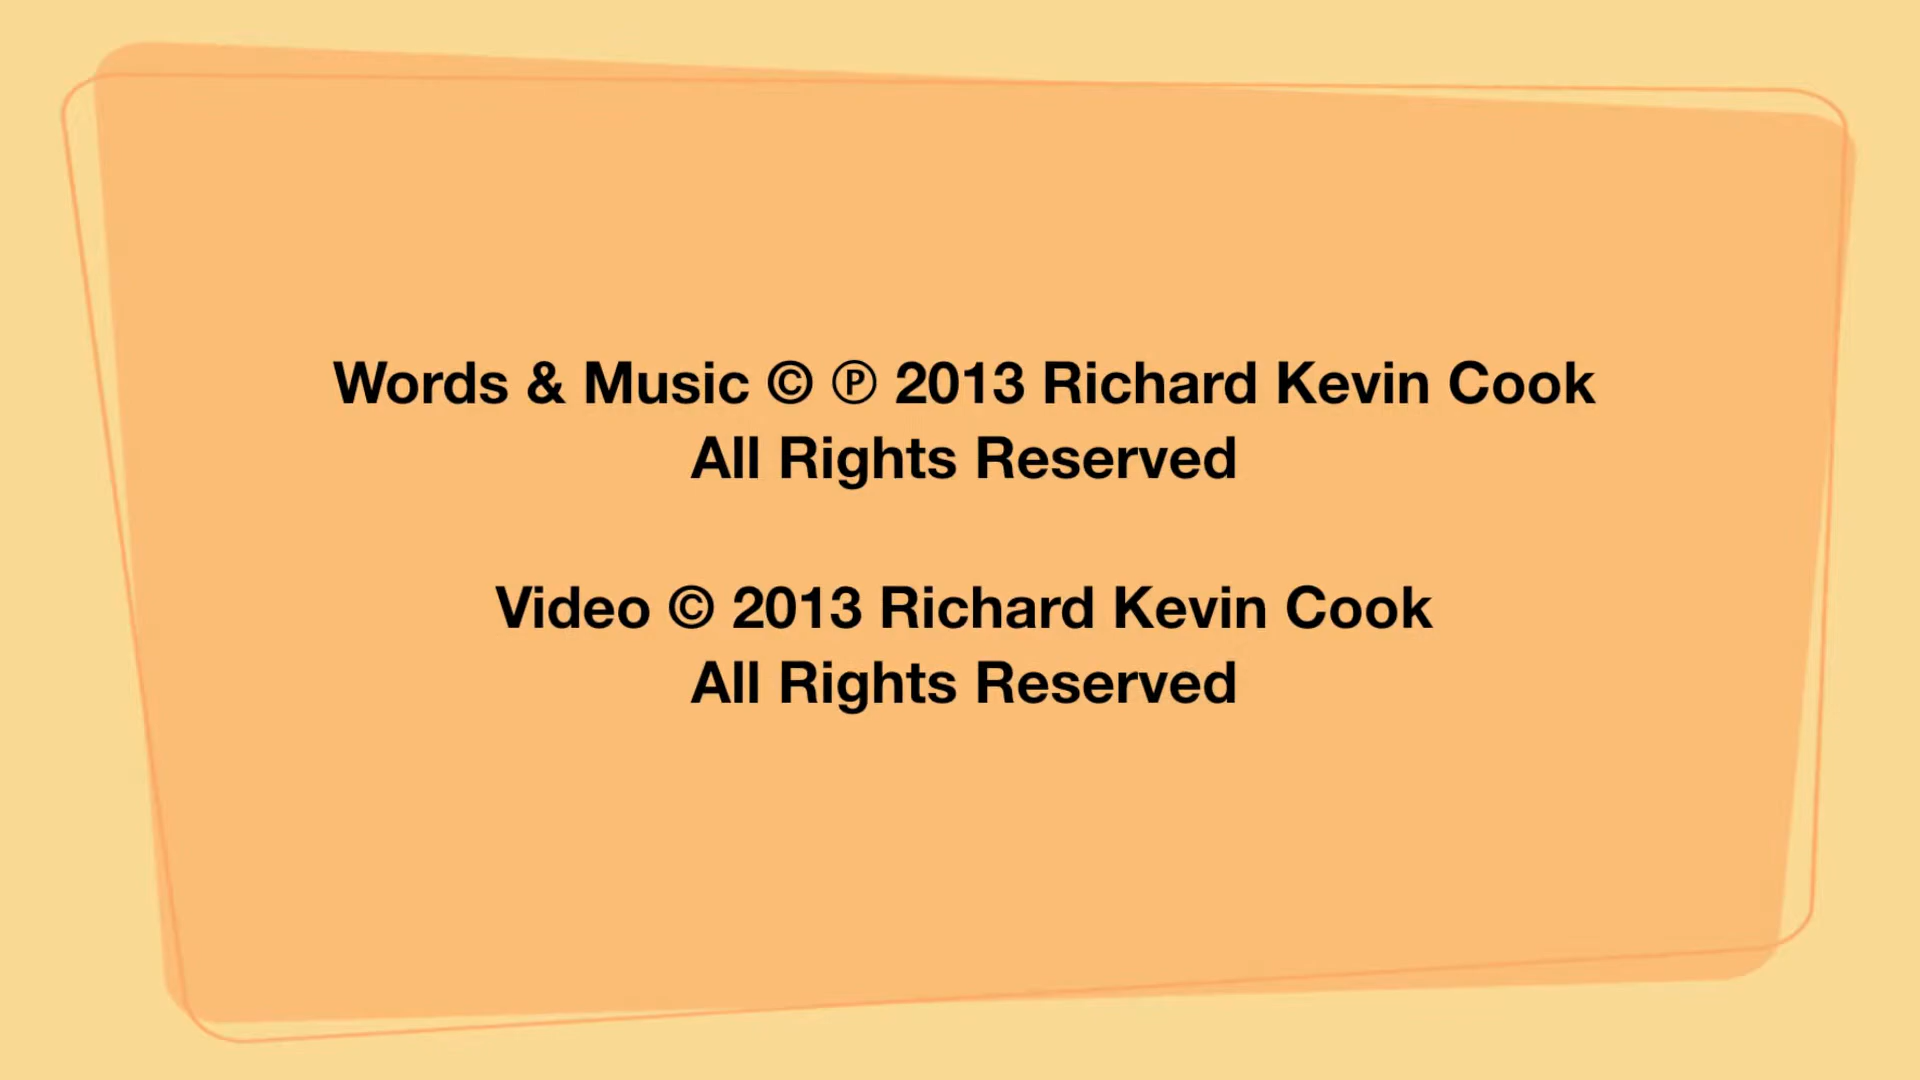 Words & Music © ℗ 2013 Richard Kevin Cook
All Rights Reserved
Video © 2013 Richard Kevin Cook
All Rights Reserved